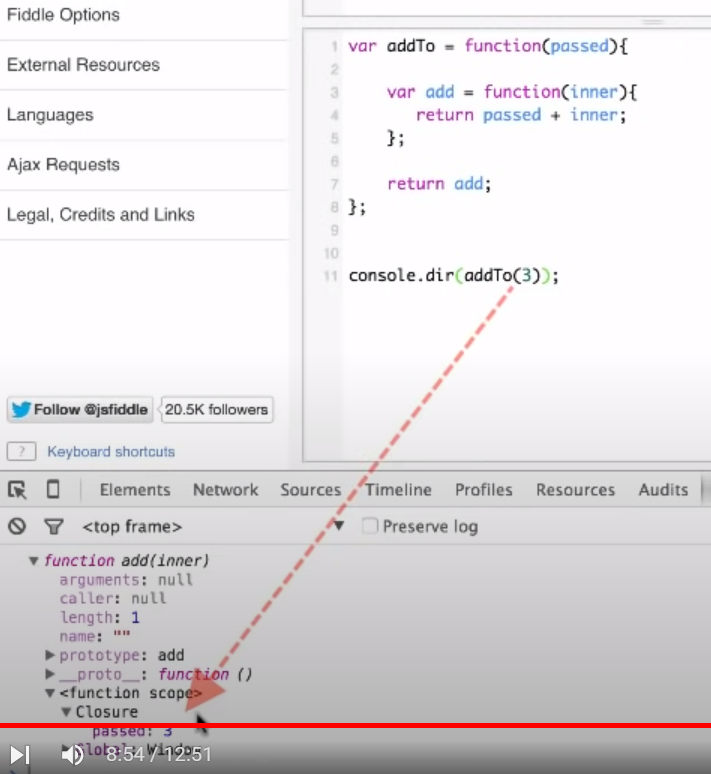 Fiddle Options
External Resources
Languages
Ajax Requests
Legal, Credits and Links
Follow @jsfiddle 20.5K followers
? Keyboard shortcuts
1 var addTo = function(passed){
2
3 var add = function(inner){
4 return passed + inner;
5 };
6
7 return add;
8 };
9
10
11 console.dir(addTo(3));
Elements Network Sources Timeline Profiles Resources Audits
<top frame> Preserve log
function add(inner)
arguments: null
caller: null
length: 1
name: ""
prototype: add
__proto__: function ()
<function scope>
Closure
passed: 3
Global: Window
8:54 / 12:51